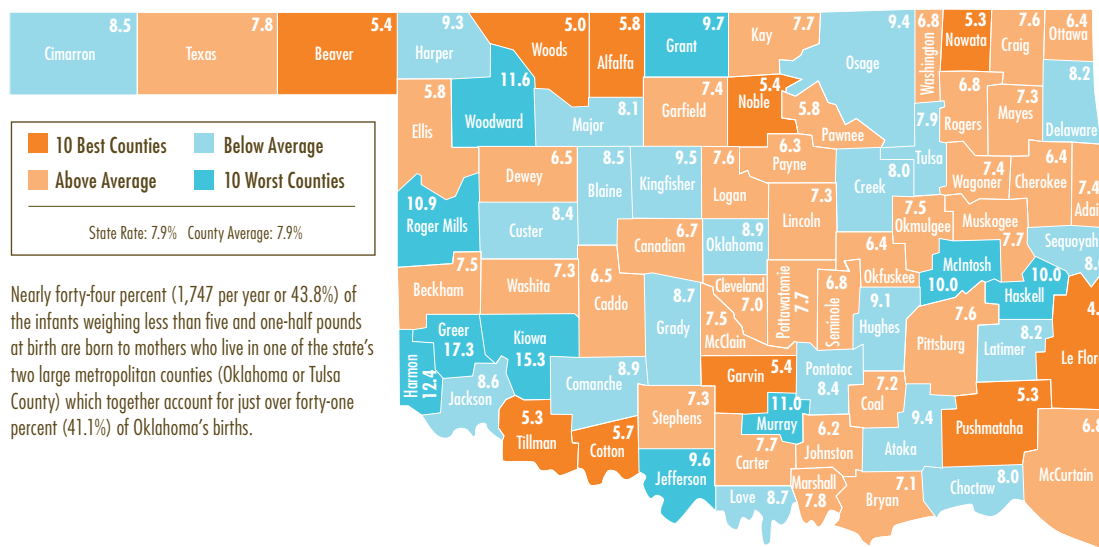 8.5
Cimarron
7.8
Texas
5.4
Beaver
9.3
Harper
5.0
Woods
5.8
Alfalfa
9.7
Grant
7.7
Kay
9.4
Osage
6.8
Washington
5.3
Nowata
7.6
Craig
6.4
Ottawa
5.8
Ellis
11.6
Woodward
8.1
Major
7.4
Garfield
5.4
Noble
5.8
Pawnee
7.9
Tulsa
6.8
Rogers
7.3
Mayes
8.2
Delaware
10 Best Counties
Below Average
Above Average
10 Worst Counties
State Rate: 7.9% County Average: 7.9%
6.5
Dewey
8.5
Blaine
9.5
Kingfisher
7.6
Logan
6.3
Payne
8.0
Creek
7.4
Wagoner
6.4
Cherokee
7.4
Adai
10.9
Roger Mills
8.4
Custer
6.7
Canadian
8.9
Oklahoma
7.3
Lincoln
7.5
Okmulgee
Muskogee
7.7
Sequoyah
8.
7.5
Beckham
7.3
Washita
6.5
Caddo
8.7
Grady
Cleveland
7.0
7.5
McClain
Pottawatomie
7.7
6.8
Seminole
6.4
Okfuskee
9.1
Hughes
McIntosh
10.0
10.0
Haskell
7.6
Pittsburg
8.2
Latimer
4.
Le Flor
Nearly forty-four percent (1,747 per year or 43.8%) of
the infants weighing less than five and one-half pounds
at birth are born to mothers who live in one of the state's
two large metropolitan counties (Oklahoma or Tulsa
County) which together account for just over forty-one
percent (41.1%) of Oklahoma's births.
Greer
17.3
Harmon
12.4
Kiowa
15.3
8.6
Jackson
8.9
Comanche
5.3
Tillman
5.7
Cotton
7.3
Stephens
9.6
Jefferson
Garvin 5.4
11.0
Murray
7.7
Carter
Love 8.7
Pontotoc
8.4
6.2
Johnston
Marshall
7.8
7.2
Coal
9.4
Atoka
7.1
Bryan
5.3
Pushmataha
8.0
Choctaw
6.8
McCurtain